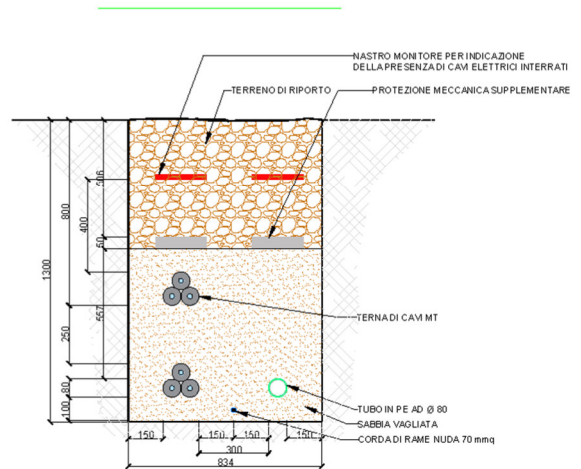 NASTRO MONITORE PER INDICAZIONE
DELLA PRESENZA DI CAVI ELETTRICI INTERRATI
TERRENO DI RIPORTO
PROTEZIONE MECCANICA SUPPLEMENTARE
1300
800
400
50
557
250
80
100
TERNA DI CAVI MT
TUBO IN PE AD Ø 80
SABBIA VAGLIATA
CORDA DI RAME NUDA 70 mmq
150
150
150
150
300
834